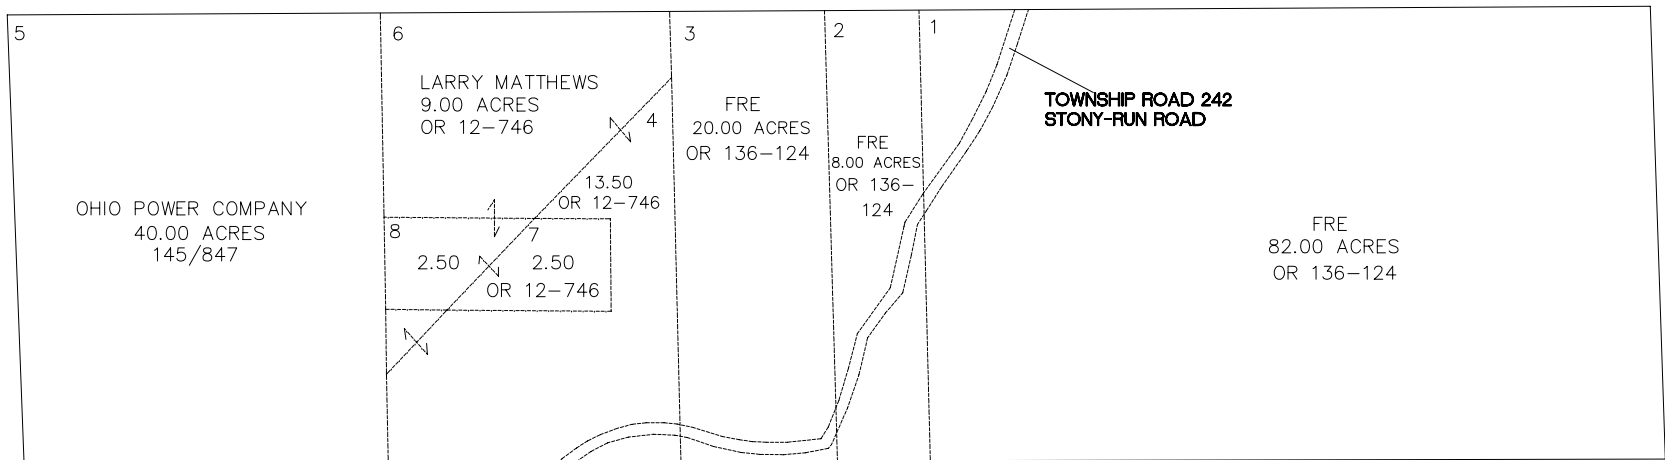 5
OHIO POWER COMPANY
40.00 ACRES
145/847
6
LARRY MATTHEWS
9.00 ACRES
OR 12-746
4
13.50
OR 12-746
8
2.50
7
2.50
OR 12-746
3
FRE
20.00 ACRES
OR 136-124
2
FRE
8.00 ACRES
OR 136-
124
1
TOWNSHIP ROAD 242
STONY-RUN ROAD
FRE
82.00 ACRES
OR 136-124